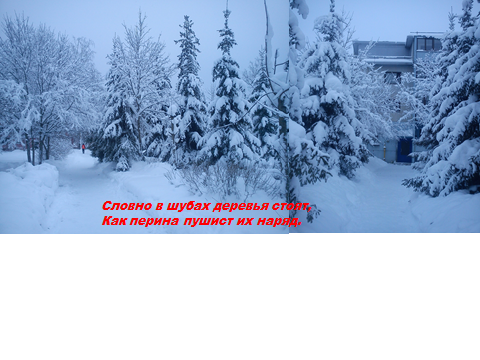 Словно в шубах деревья стоят.
Как перина пушист их наряд.